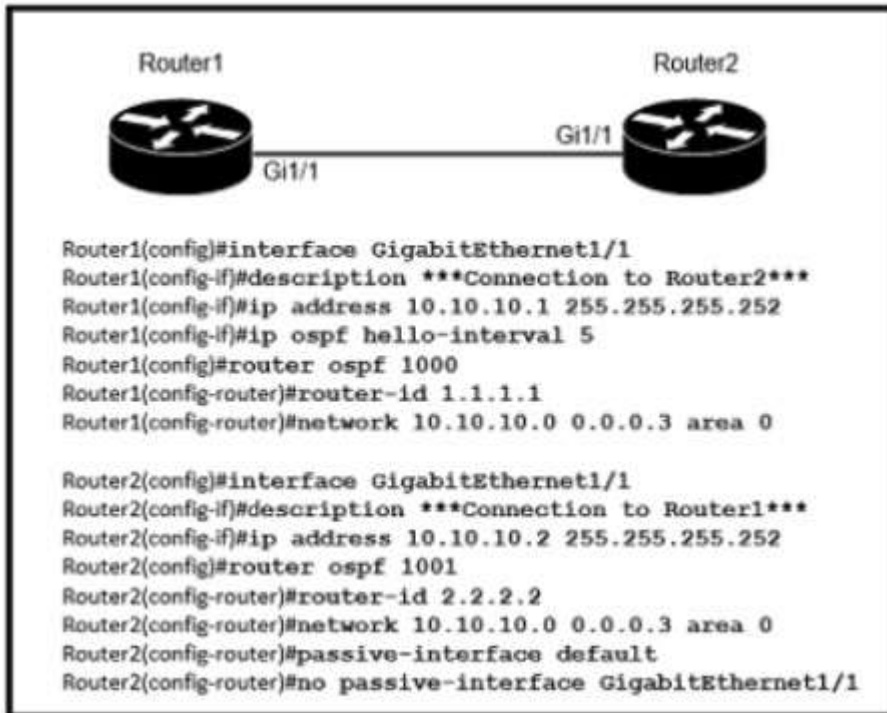 Router1
Router2
Gi1/1
Gi1/1
Router1(config)#interface GigabitEthernet1/1
Router1(config-if)#description ***Connection to Router2***
Router1(config-if)#ip address 10.10.10.1 255.255.255.252
Router1(config-if)#ip ospf hello-interval 5
Router1(config)#router ospf 1000
Router1(config-router)#router-id 1.1.1.1
Router1(config-router)#network 10.10.10.0 0.0.0.3 area 0
Router2(config)#interface GigabitEthernet1/1
Router2(config-if)#description ***Connection to Router1***
Router2(config-if)#ip address 10.10.10.2 255.255.255.252
Router2(config)#router ospf 1001
Router2(config-router)#router-id 2.2.2.2
Router2(config-router)#network 10.10.10.0 0.0.0.3 area 0
Router2(config-router)#passive-interface default
Router2(config-router)#no passive-interface GigabitEthernet1/1